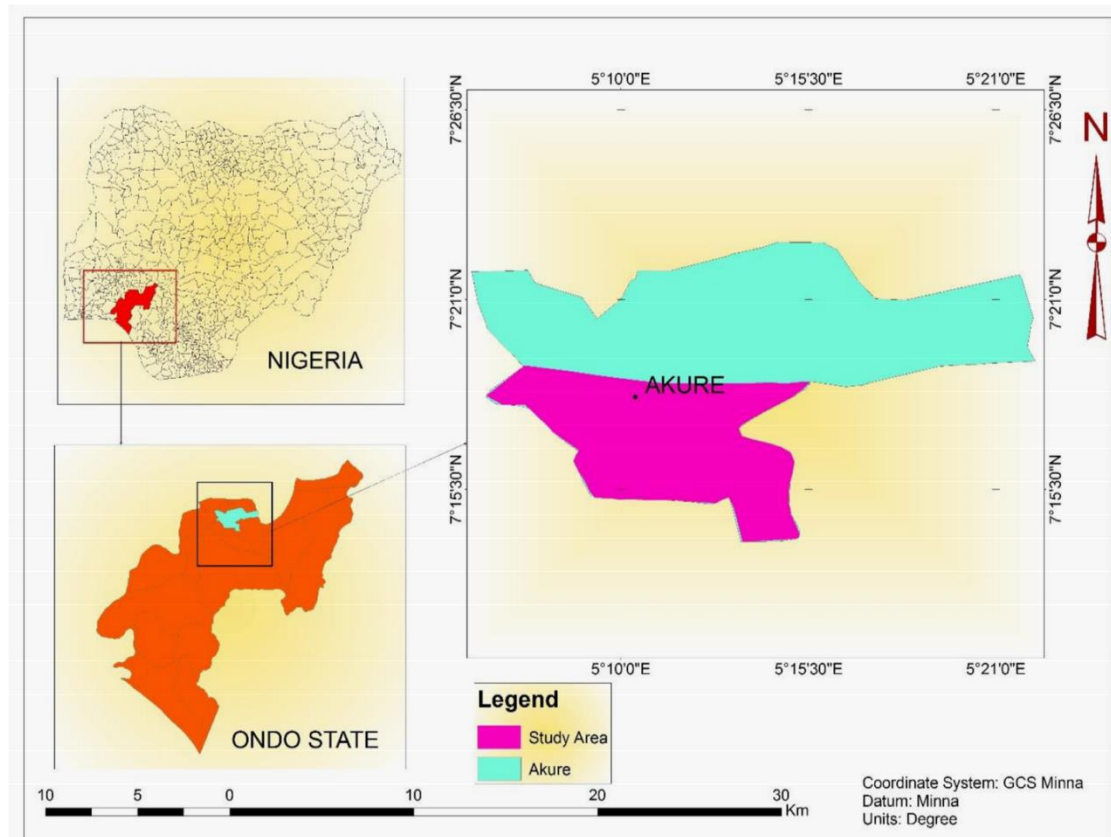 NIGERIA
ONDO STATE
5°10'0"E 5°15'30"E 5°21'0"E
7°26'30"N
7°21'0"N
7°15'30"N
7°26'30"N
7°21'0"N
7°15'30"N
N
AKURE
5°10'0"E 5°15'30"E 5°21'0"E
Legend
Study Area
Akure
10 5 0 10 20 30
Km
Coordinate System: GCS Minna
Datum: Minna
Units: Degree